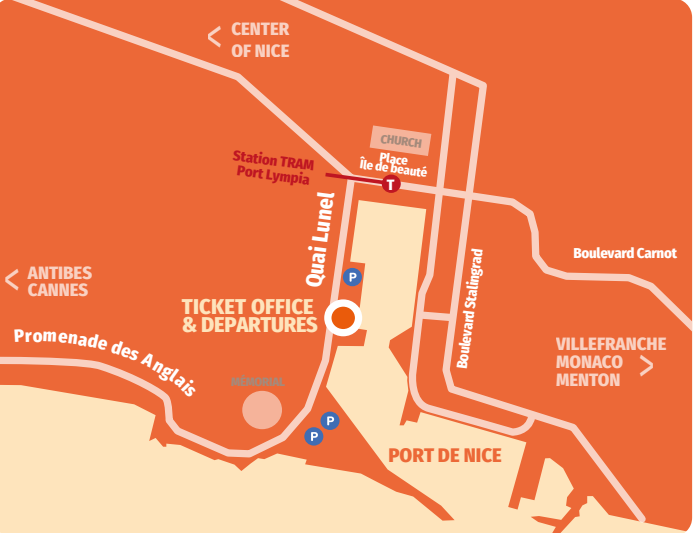 CENTER
OF NICE
CHURCH
Place
Île de beauté
Station TRAM
Port Lympia
T
Quai Lunel
P
Boulevard Carnot
Boulevard Stalingrad
ANTIBES
CANNES
TICKET OFFICE
& DEPARTURES
Promenade des Anglais
VILLEFRANCHE
MONACO
MENTON
MEMORIAL
P
P
PORT DE NICE